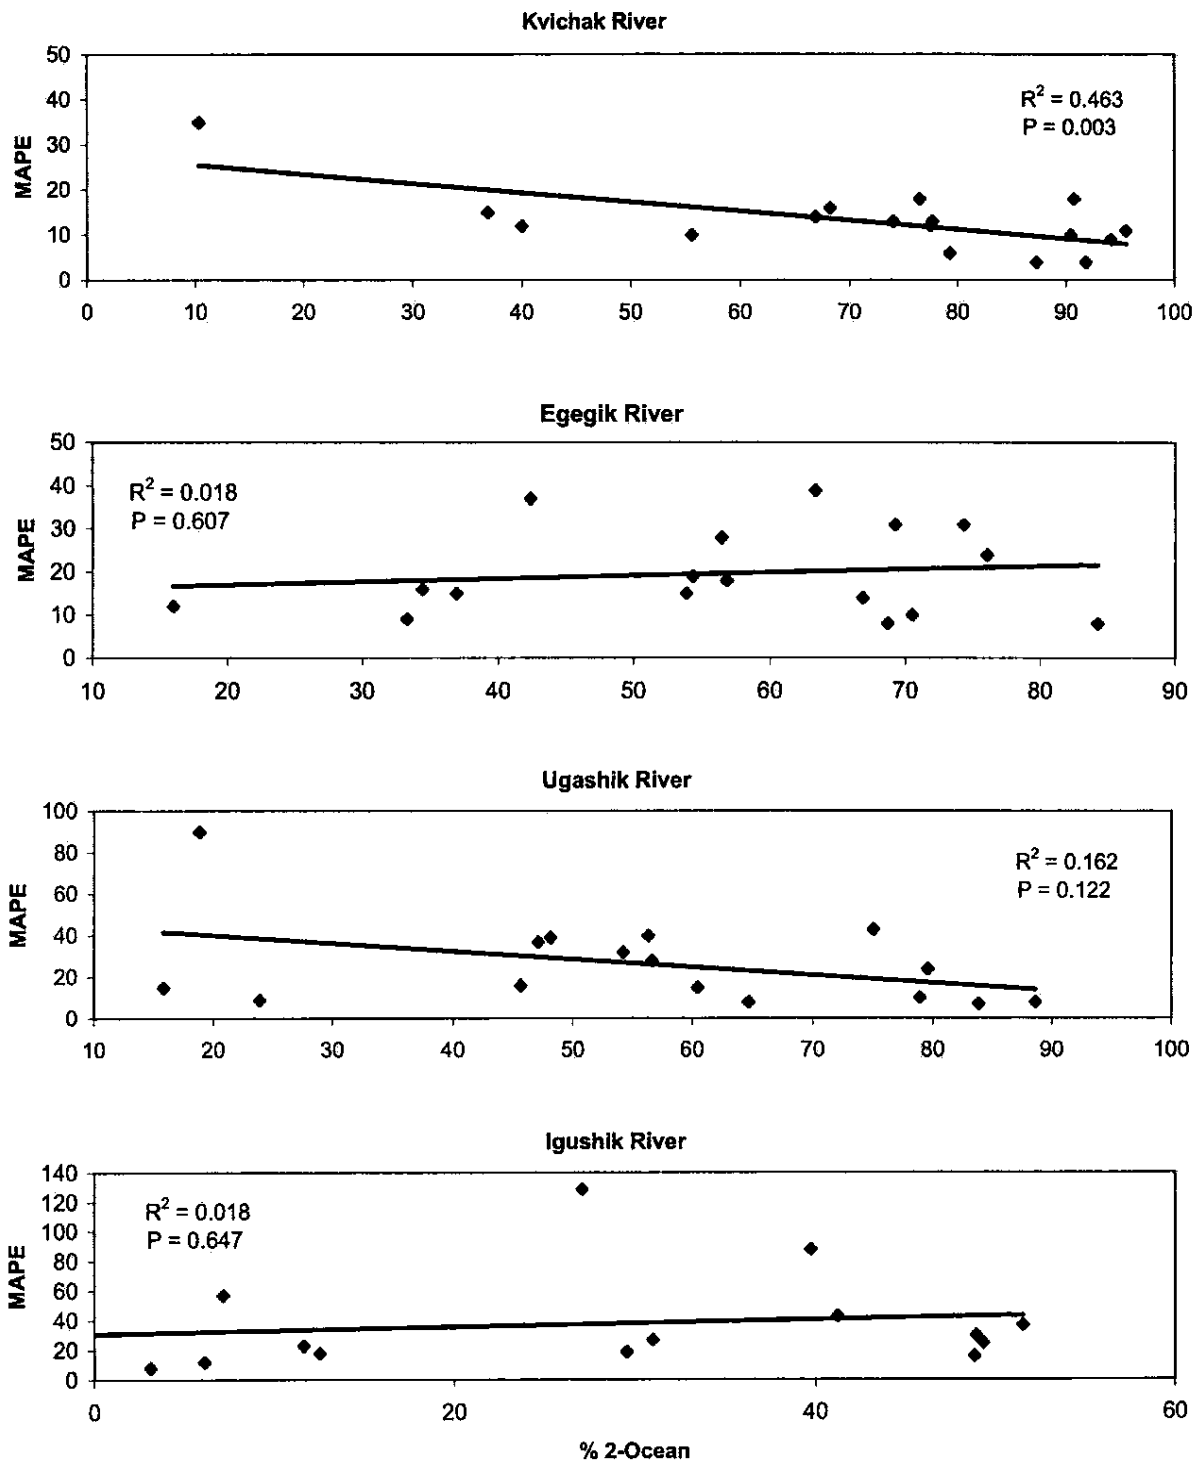 Kvichak River
50
40
30
20
10
0
MAPE
R² = 0.463
P = 0.003
0 10 20 30 40 50 60 70 80 90 100
Egegik River
50
40
30
20
10
0
MAPE
R² = 0.018
P = 0.607
10 20 30 40 50 60 70 80 90
Ugashik River
100
80
60
40
20
0
MAPE
R² = 0.162
P = 0.122
10 20 30 40 50 60 70 80 90 100
Igushik River
140
120
100
80
60
40
20
0
MAPE
R² = 0.018
P = 0.647
0 20 40 60
% 2-Ocean